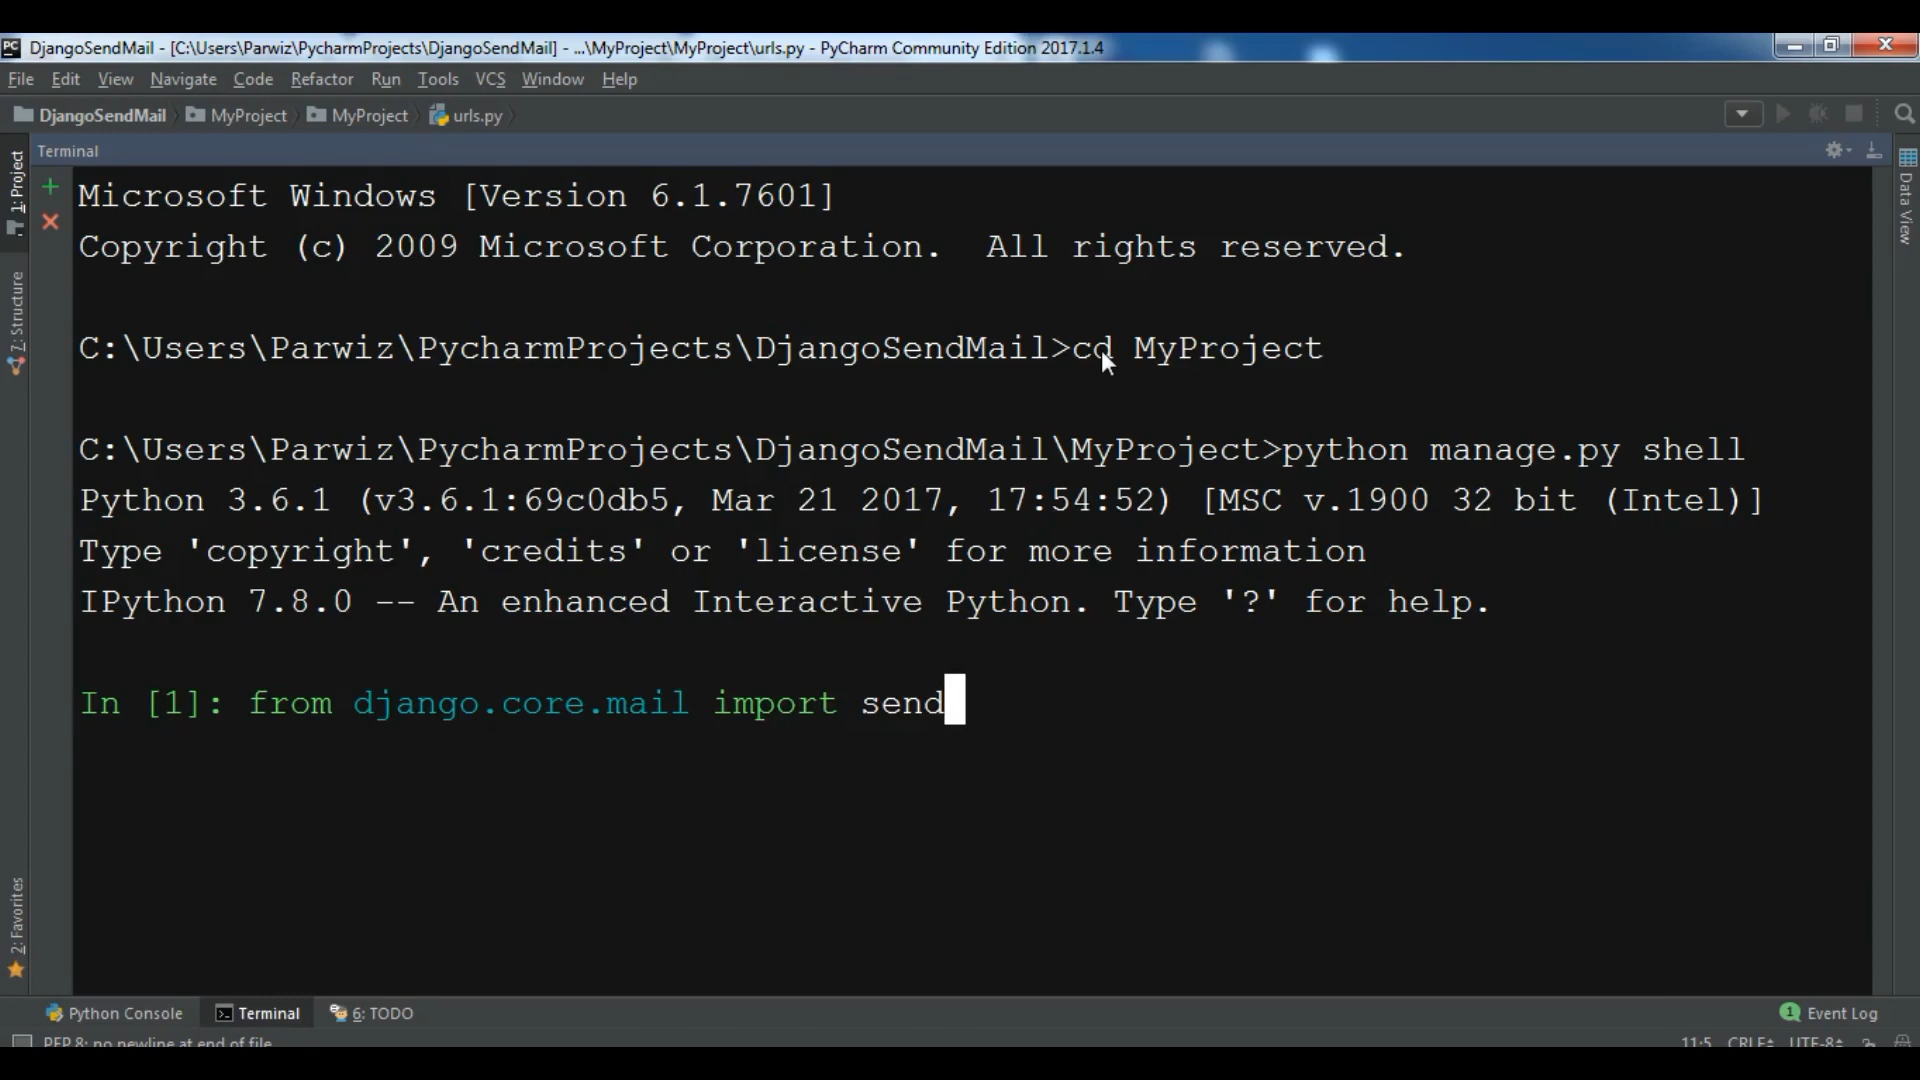 DjangoSendMail - [C:\Users\Parwiz\PycharmProjects\DjangoSendMail] - ...\MyProject\MyProject\urls.py - PyCharm Community Edition 2017.1.4
File Edit View Navigate Code Refactor Run Tools VCS Window Help
DjangoSendMail MyProject MyProject urls.py
Terminal
1: Project
7: Structure
2: Favorites
Data View
Microsoft Windows [Version 6.1.7601]
Copyright (c) 2009 Microsoft Corporation.  All rights reserved.
C:\Users\Parwiz\PycharmProjects\DjangoSendMail>cd MyProject
C:\Users\Parwiz\PycharmProjects\DjangoSendMail\MyProject>python manage.py shell
Python 3.6.1 (v3.6.1:69c0db5, Mar 21 2017, 17:54:52) [MSC v.1900 32 bit (Intel)]
Type 'copyright', 'credits' or 'license' for more information
IPython 7.8.0 -- An enhanced Interactive Python. Type '?' for help.
In [1]: from django.core.mail import send
Python Console Terminal 6: TODO 1 Event Log
PEP 8: no newline at end of file 11:5 CRLF UTF-8